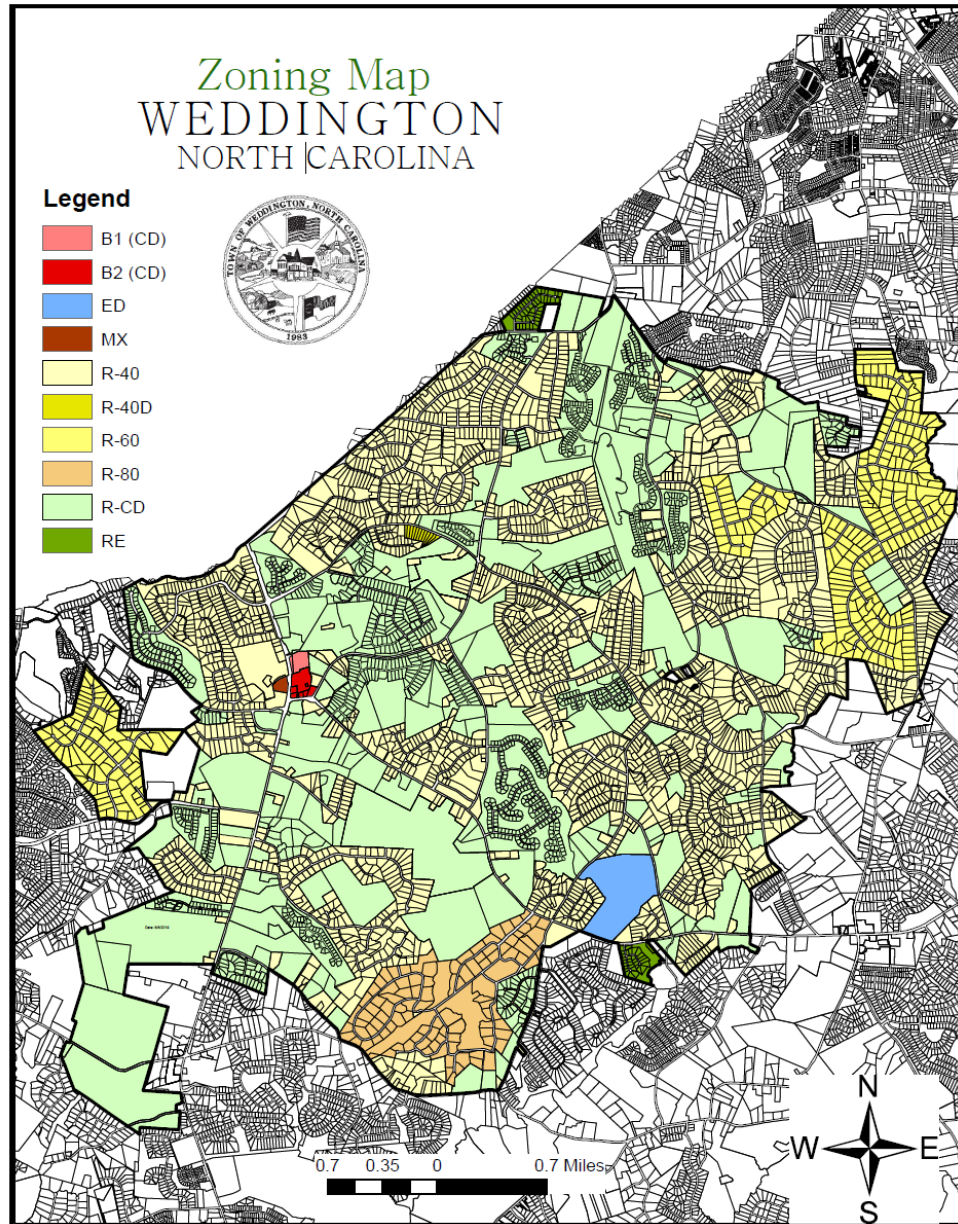 Zoning Map
WEDDINGTON
NORTH CAROLINA
Legend
B1 (CD)
B2 (CD)
ED
MX
R-40
R-40D
R-60
R-80
R-CD
RE
TOWN OF WEDDINGTON, NORTH CAROLINA
1983
N
W E
S
0.7 0.35 0 0.7 Miles